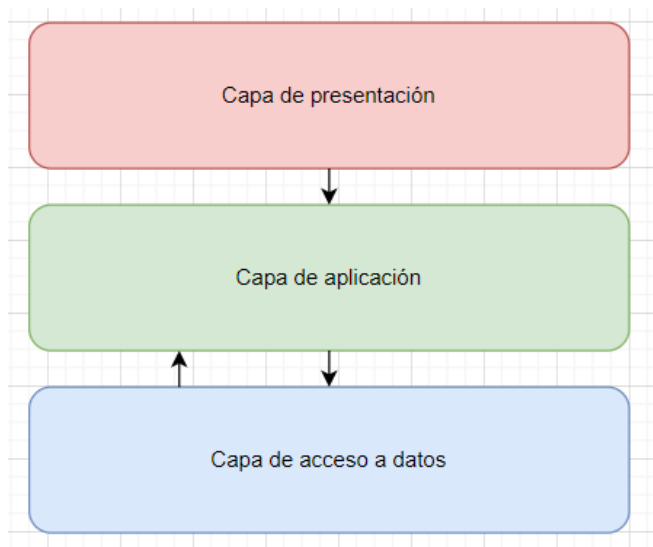 Capa de presentación
Capa de aplicación
Capa de acceso a datos